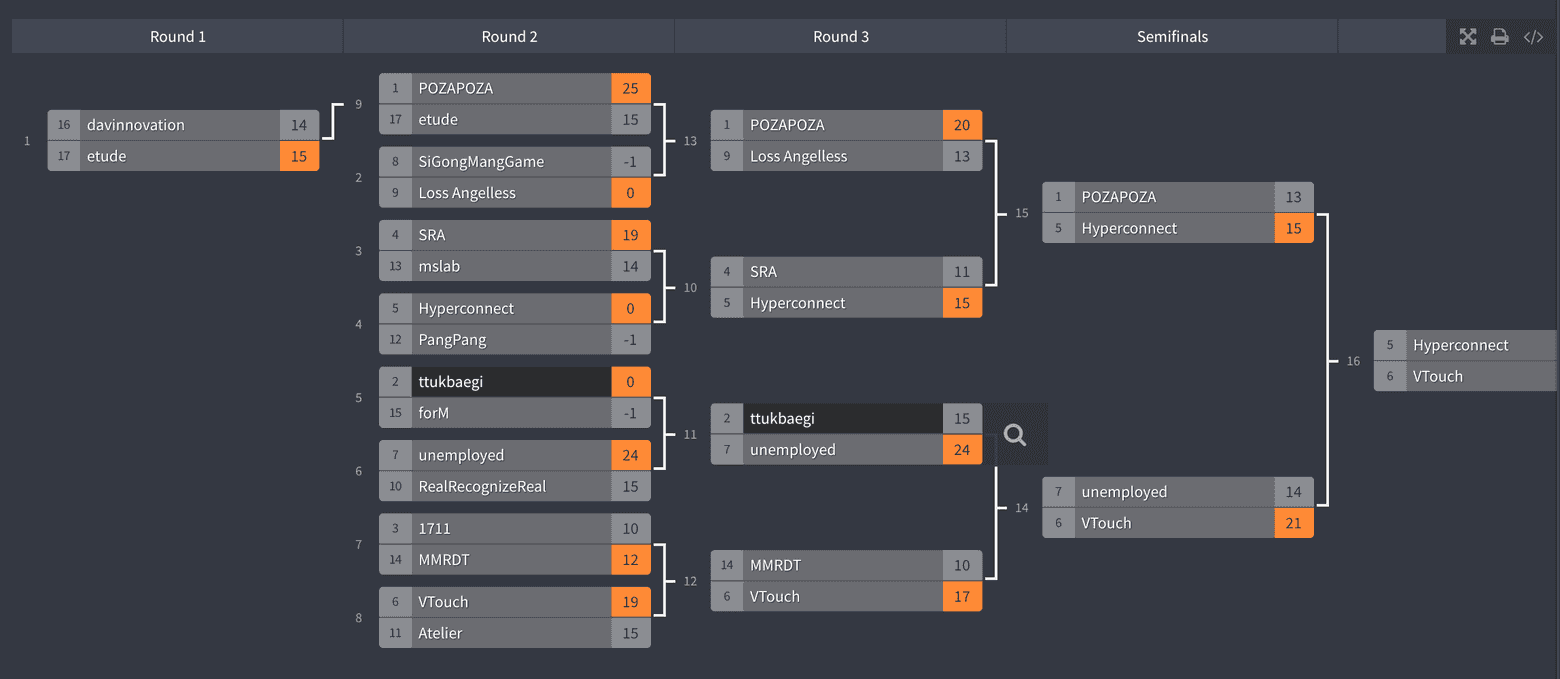 Round 1 Round 2 Round 3 Semifinals </>
1
16 davinnovation 14
17 etude 15
9
1 POZAPOZA 25
17 etude 15
2
8 SiGongMangGame -1
9 Loss Angelless 0
3
4 SRA 19
13 mslab 14
4
5 Hyperconnect 0
12 PangPang -1
5
2 ttukbaegi 0
15 forM -1
6
7 unemployed 24
10 RealRecognizeReal 15
7
3 1711 10
14 MMRDT 12
8
6 VTouch 19
11 Atelier 15
13
1 POZAPOZA 20
9 Loss Angelless 13
10
4 SRA 11
5 Hyperconnect 15
11
2 ttukbaegi 15
7 unemployed 24
12
14 MMRDT 10
6 VTouch 17
15
1 POZAPOZA 13
5 Hyperconnect 15
14
7 unemployed 14
6 VTouch 21
16
5 Hyperconnect
6 VTouch